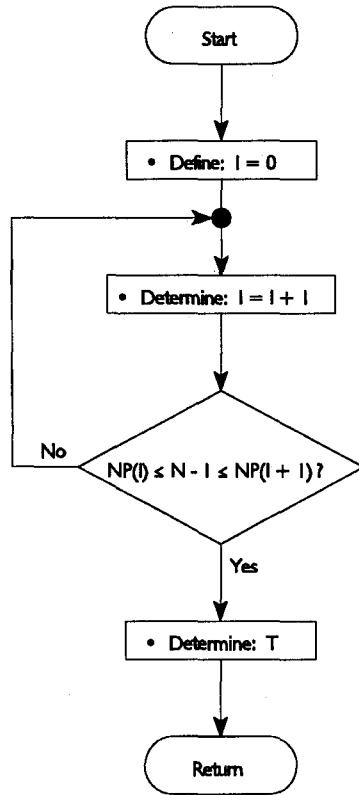 Start
• Define: I = 0
• Determine: I = I + 1
No
NP(I) ≤ N - 1 ≤ NP(I + 1) ?
Yes
• Determine: T
Return